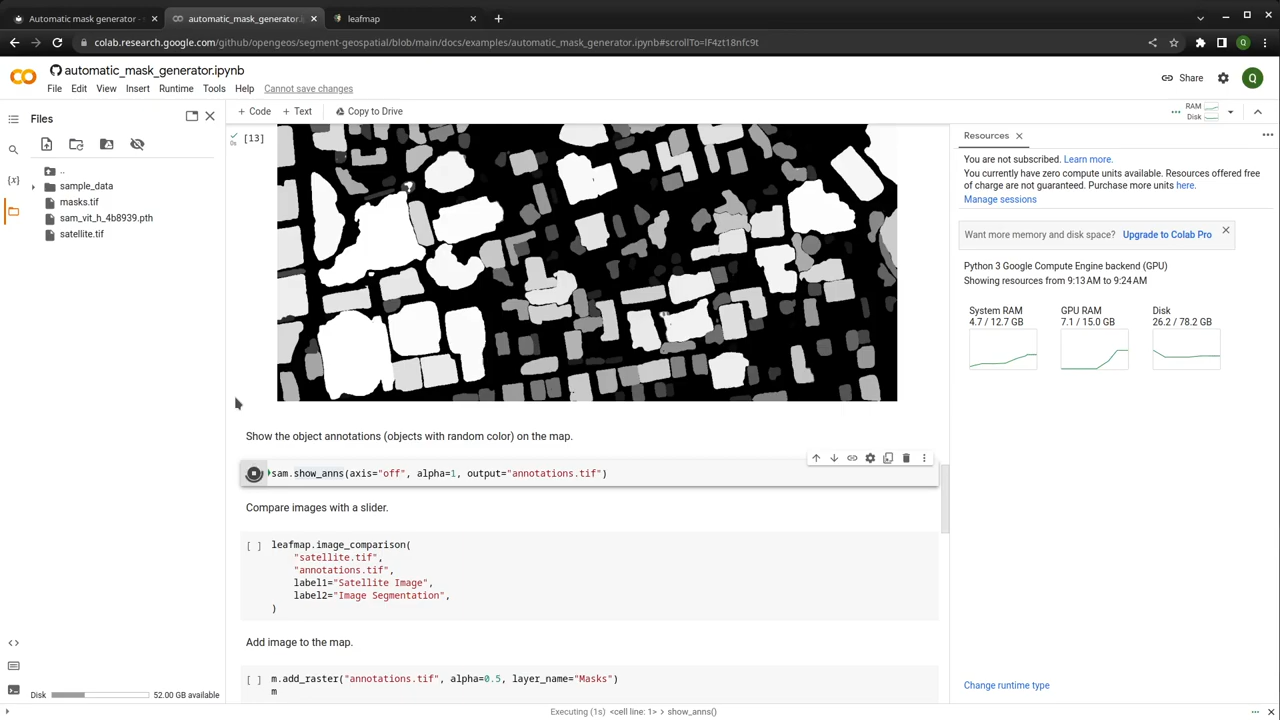 Automatic mask generator - s
automatic_mask_generator.i
leafmap
colab.research.google.com/github/opengeos/segment-geospatial/blob/main/docs/examples/automatic_mask_generator.ipynb#scrollTo=lF4zt18nfc9t
Q
automatic_mask_generator.ipynb
File Edit View Insert Runtime Tools Help Cannot save changes
Share
Q
Files
+ Code + Text Copy to Drive
RAM
Disk
..
sample_data
masks.tif
sam_vit_h_4b8939.pth
satellite.tif
Disk 52.00 GB available
[13]
0s
Show the object annotations (objects with random color) on the map.
sam.show_anns(axis="off", alpha=1, output="annotations.tif")
Compare images with a slider.
[ ] leafmap.image_comparison(
"satellite.tif",
"annotations.tif",
label1="Satellite Image",
label2="Image Segmentation",
)
Add image to the map.
[ ] m.add_raster("annotations.tif", alpha=0.5, layer_name="Masks")
m
Resources
You are not subscribed. Learn more.
You currently have zero compute units available. Resources offered free of charge are not guaranteed. Purchase more units here.
Manage sessions
Want more memory and disk space? Upgrade to Colab Pro
Python 3 Google Compute Engine backend (GPU)
Showing resources from 9:13 AM to 9:24 AM
System RAM
4.7 / 12.7 GB
GPU RAM
7.1 / 15.0 GB
Disk
26.2 / 78.2 GB
Change runtime type
Executing (1s) <cell line: 1> > show_anns()